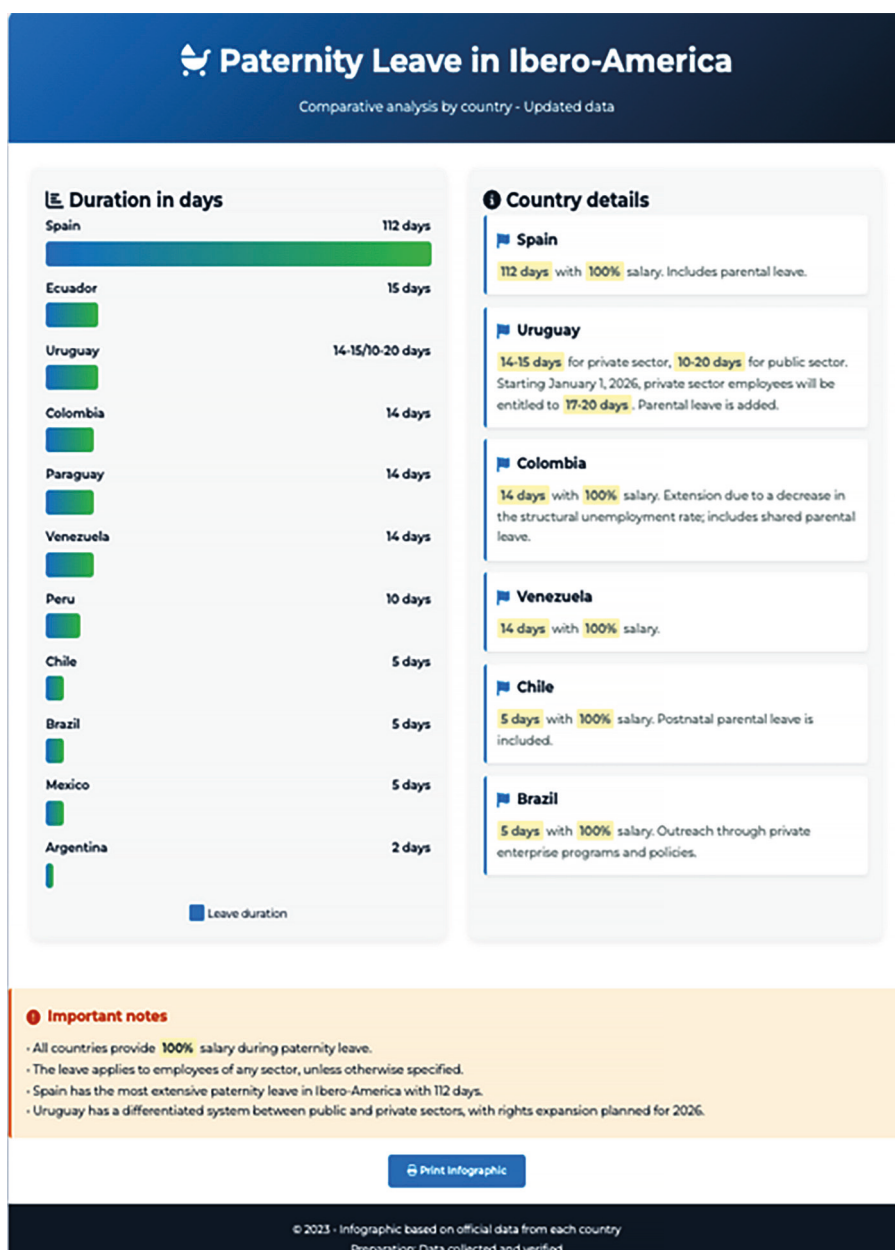 Paternity Leave in Ibero-America
Comparative analysis by country - Updated data
Duration in days
Spain 112 days
Ecuador 15 days
Uruguay 14-15/10-20 days
Colombia 14 days
Paraguay 14 days
Venezuela 14 days
Peru 10 days
Chile 5 days
Brazil 5 days
Mexico 5 days
Argentina 2 days
Leave duration
Country details
Spain
112 days with 100% salary. Includes parental leave.
Uruguay
14-15 days for private sector, 10-20 days for public sector.
Starting January 1, 2026, private sector employees will be
entitled to 17-20 days. Parental leave is added.
Colombia
14 days with 100% salary. Extension due to a decrease in
the structural unemployment rate; includes shared parental
leave.
Venezuela
14 days with 100% salary.
Chile
5 days with 100% salary. Postnatal parental leave is
included.
Brazil
5 days with 100% salary. Outreach through private
enterprise programs and policies.
Important notes
• All countries provide 100% salary during paternity leave.
• The leave applies to employees of any sector, unless otherwise specified.
• Spain has the most extensive paternity leave in Ibero-America with 112 days.
• Uruguay has a differentiated system between public and private sectors, with rights expansion planned for 2026.
Print Infographic
© 2023 - Infographic based on official data from each country
Preparation: Data collected and verified